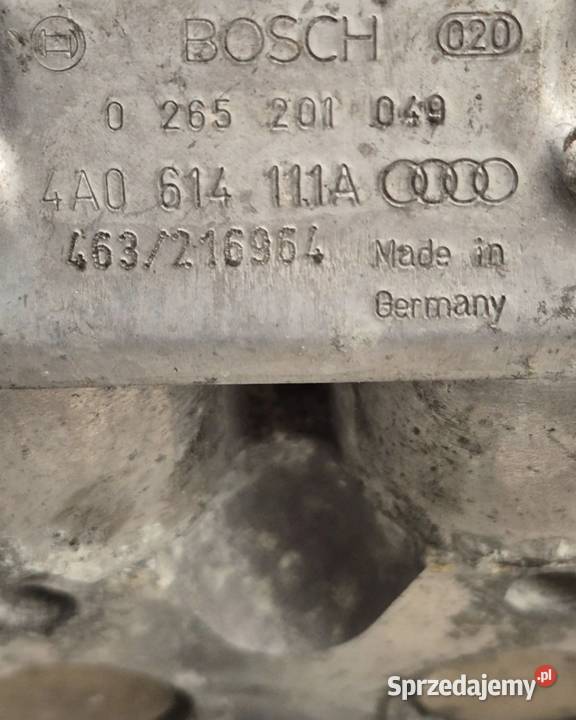 BOSCH 020
0 265 201 049
4A0 614 111A
463/216964 Made in
Germany
Sprzedajemy.pl